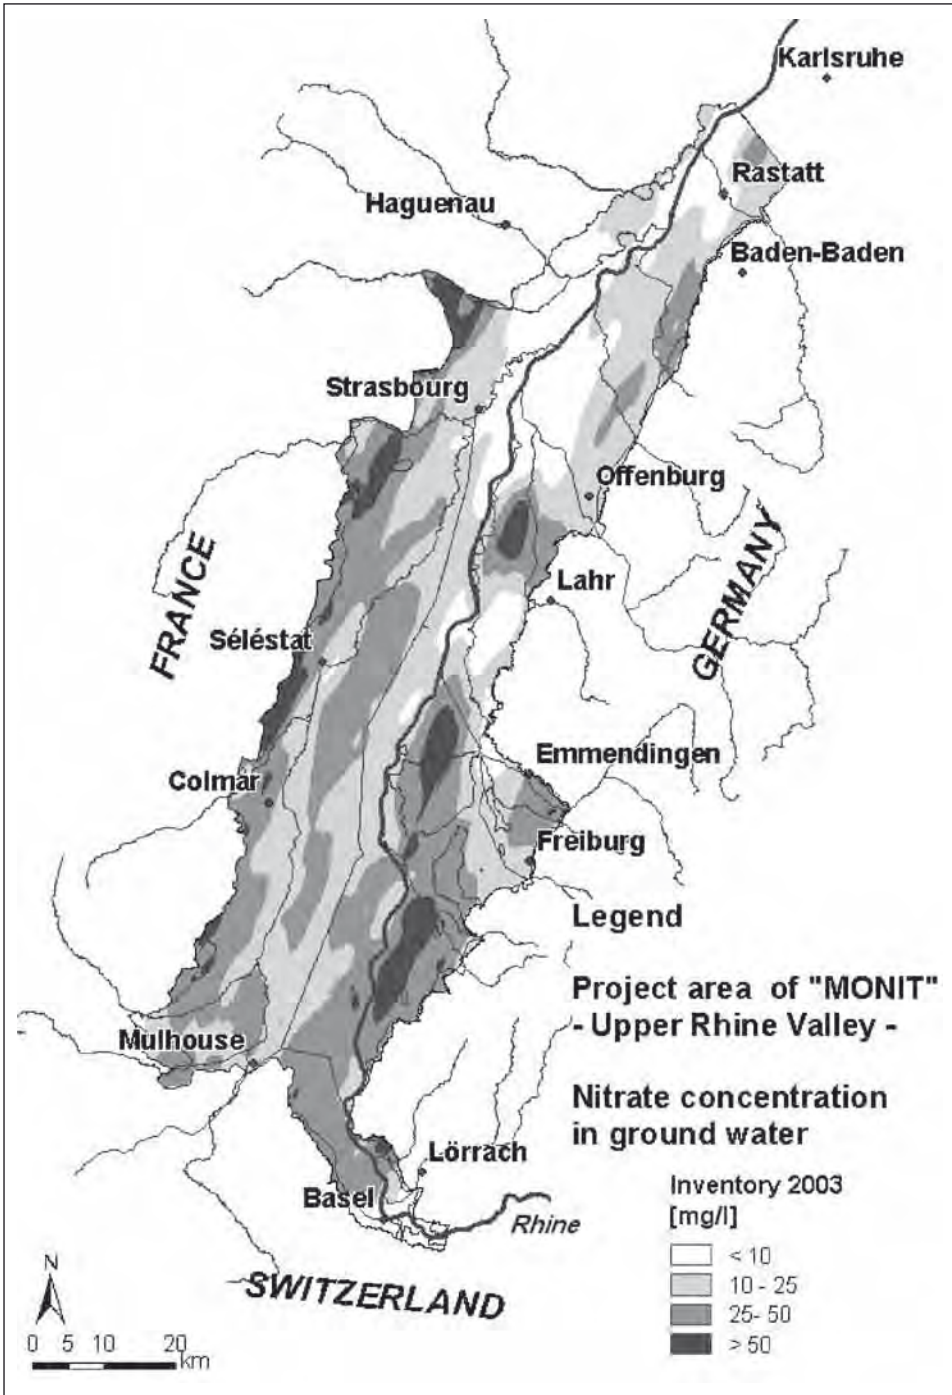 Karlsruhe
Rastatt
Haguenau
Baden-Baden
Strasbourg
Offenburg
FRANCE
GERMANY
Lahr
Séléstat
Emmendingen
Colmar
Freiburg
Legend
Project area of "MONIT"
- Upper Rhine Valley -
Mulhouse
Nitrate concentration
in ground water
Lörrach
Basel
Rhine
Inventory 2003
[mg/l]
< 10
10 - 25
25- 50
> 50
SWITZERLAND
N
0 5 10 20
km